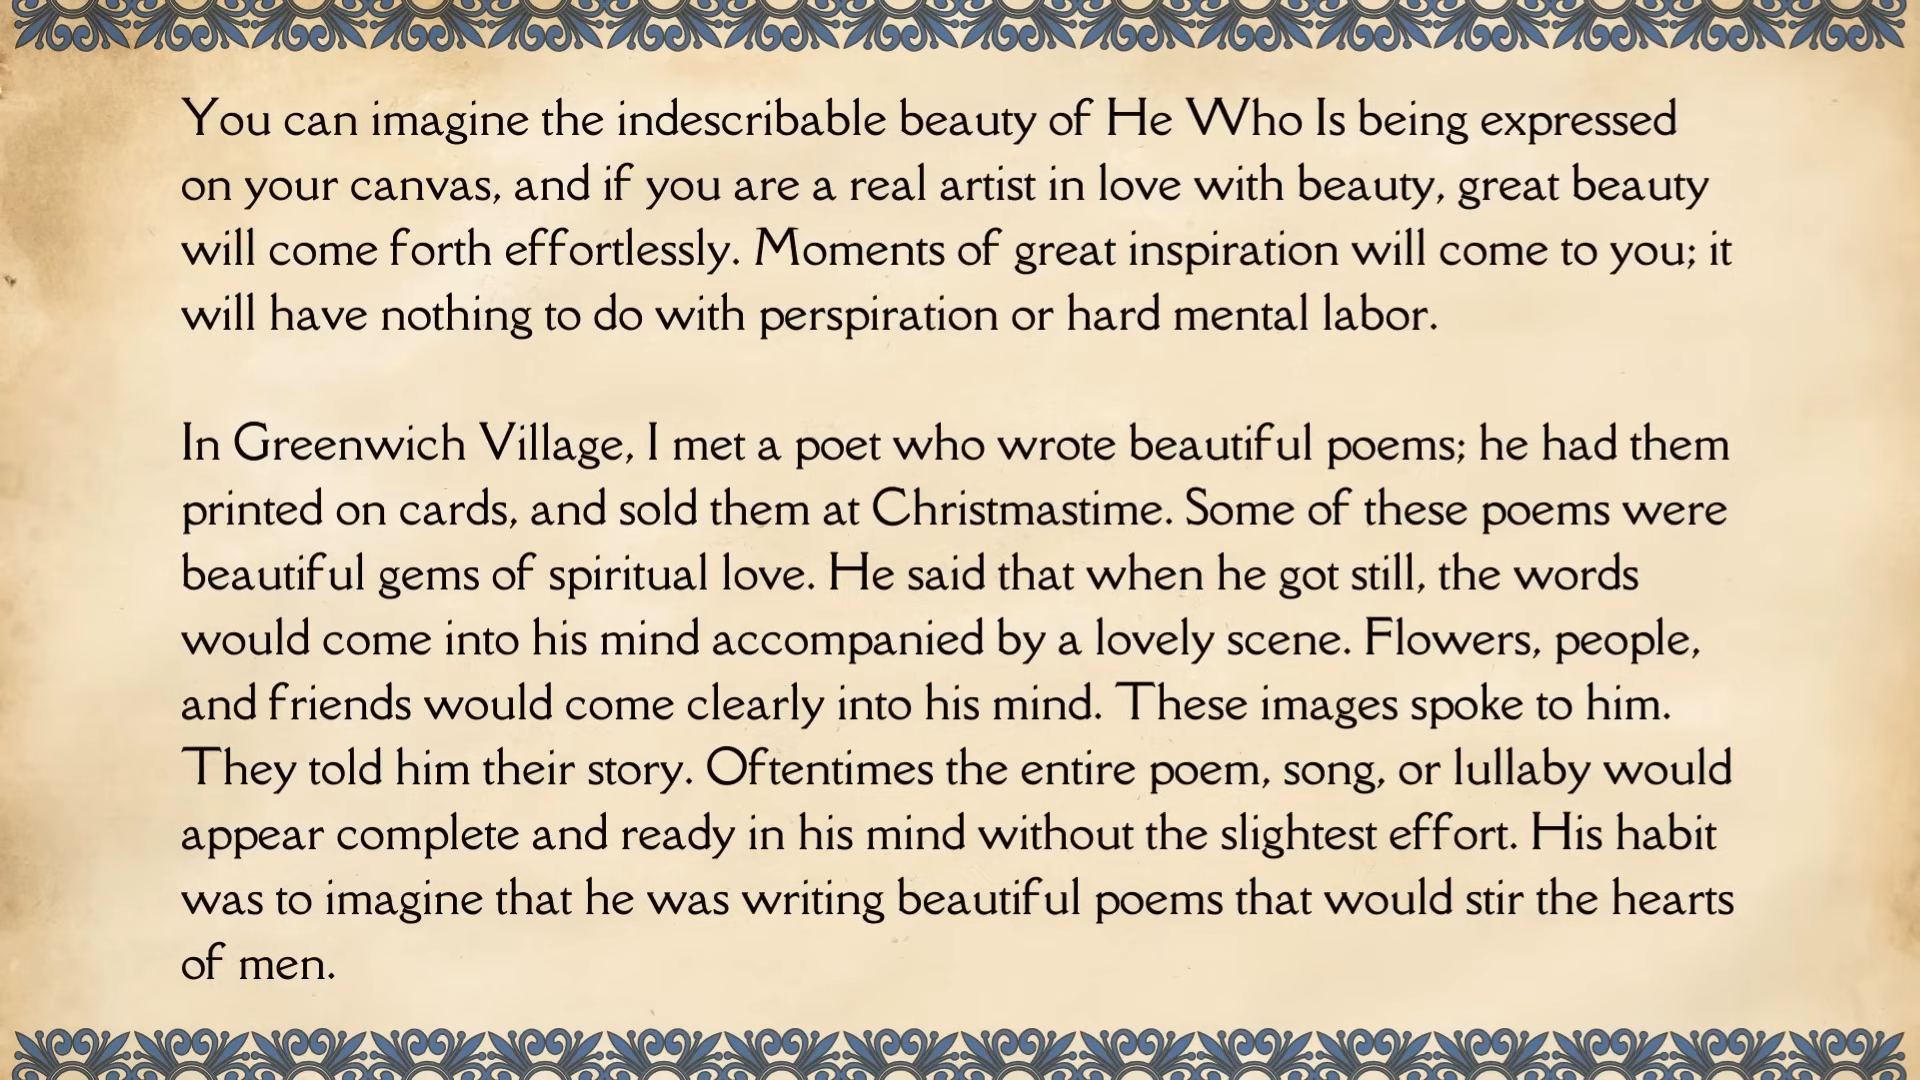 You can imagine the indescribable beauty of He Who Is being expressed
on your canvas, and if you are a real artist in love with beauty, great beauty
will come forth effortlessly. Moments of great inspiration will come to you; it
will have nothing to do with perspiration or hard mental labor.
In Greenwich Village, I met a poet who wrote beautiful poems; he had them
printed on cards, and sold them at Christmastime. Some of these poems were
beautiful gems of spiritual love. He said that when he got still, the words
would come into his mind accompanied by a lovely scene. Flowers, people,
and friends would come clearly into his mind. These images spoke to him.
They told him their story. Oftentimes the entire poem, song, or lullaby would
appear complete and ready in his mind without the slightest effort. His habit
was to imagine that he was writing beautiful poems that would stir the hearts
of men.